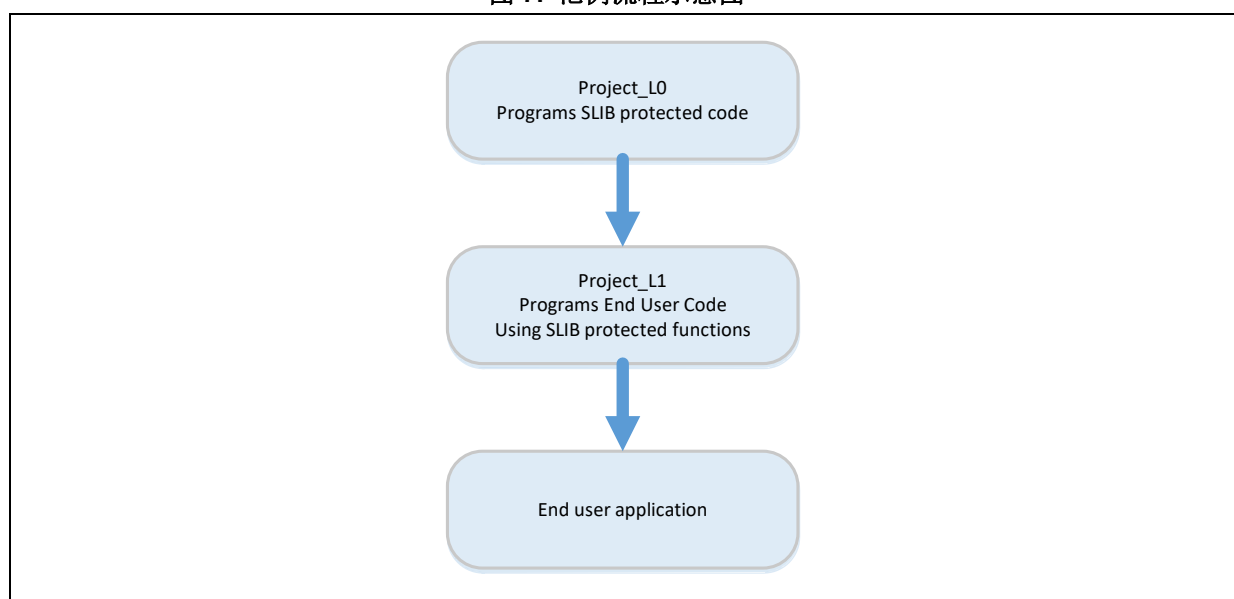 Project_L0
Programs SLIB protected code
Project_L1
Programs End User Code
Using SLIB protected functions
End user application